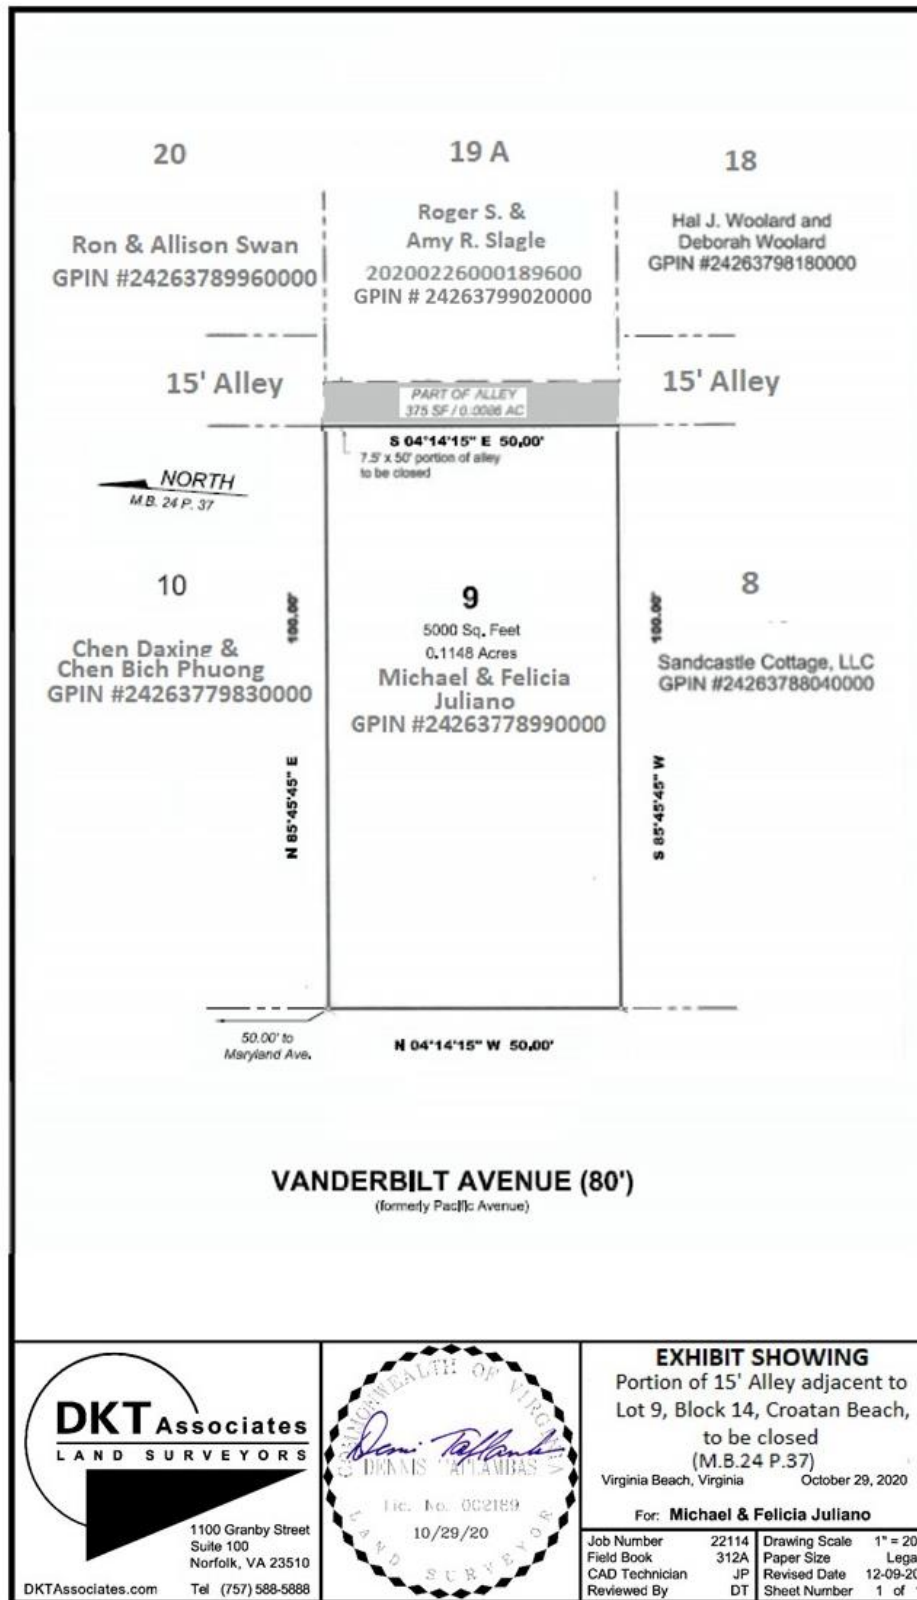 20
19 A
18
Ron & Allison Swan
GPIN #24263789960000
Roger S. &
Amy R. Slagle
20200226000189600
GPIN # 24263799020000
Hal J. Woolard and
Deborah Woolard
GPIN #24263798180000
15' Alley
15' Alley
PART OF ALLEY
375 SF / 0.0086 AC
S 04°14'15" E 50.00'
7.5' x 50' portion of alley
to be closed
NORTH
M.B. 24 P. 37
10
Chen Daxing &
Chen Bich Phuong
GPIN #24263779830000
100.00'
N 85°45'45" E
9
5000 Sq. Feet
0.1148 Acres
Michael & Felicia
Juliano
GPIN #24263778990000
100.00'
S 85°45'45" W
8
Sandcastle Cottage, LLC
GPIN #24263788040000
50.00' to
Maryland Ave.
N 04°14'15" W 50.00'
VANDERBILT AVENUE (80')
(formerly Pacific Avenue)
DKT Associates
LAND SURVEYORS
1100 Granby Street
Suite 100
Norfolk, VA 23510
DKTAssociates.com Tel (757) 588-5888
COMMONWEALTH OF VIRGINIA
DENNIS
Lic. No. 002189
10/29/20
LAND SURVEYOR
EXHIBIT SHOWING
Portion of 15' Alley adjacent to
Lot 9, Block 14, Croatan Beach,
to be closed
(M.B.24 P.37)
Virginia Beach, Virginia October 29, 2020
For: Michael & Felicia Juliano
Job Number 22114 Drawing Scale 1" = 20
Field Book 312A Paper Size Lega
CAD Technician JP Revised Date 12-09-20
Reviewed By DT Sheet Number 1 of